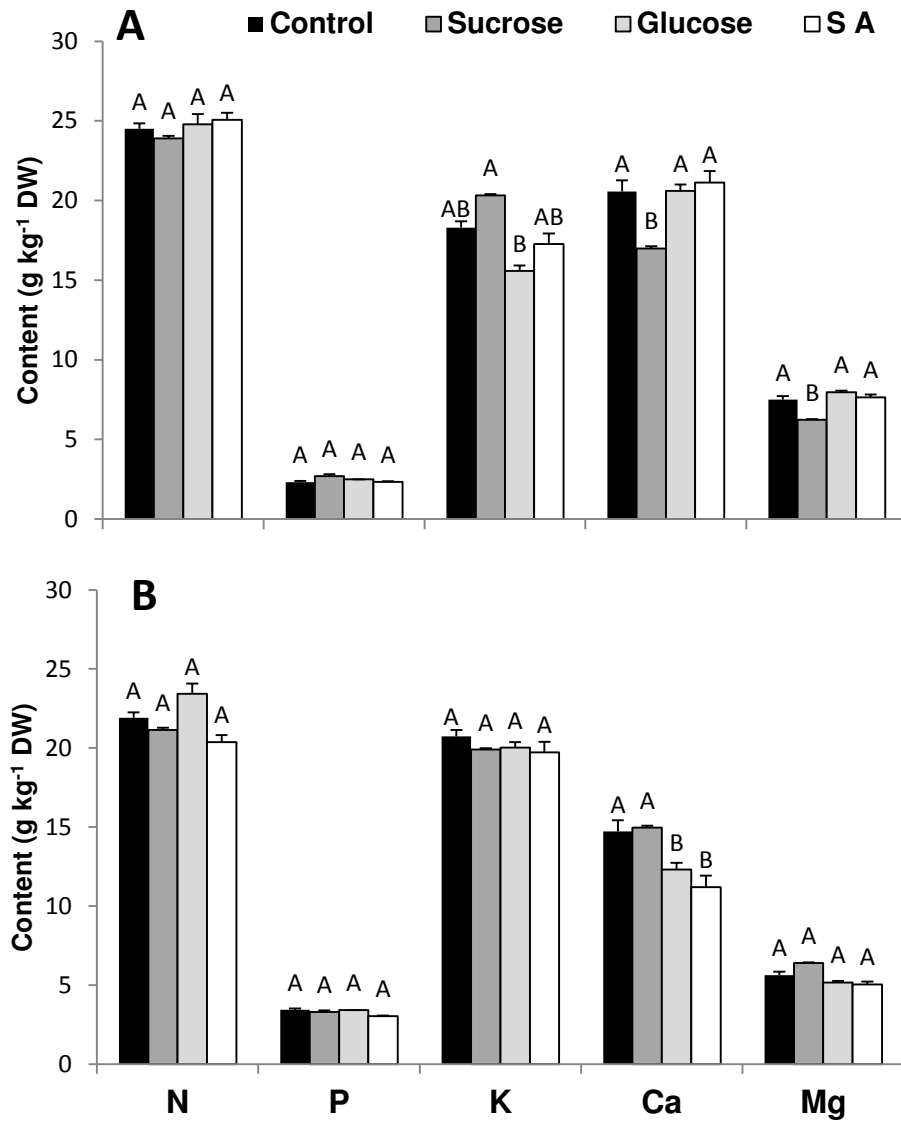 A
Control Sucrose Glucose S A
Content (g kg⁻¹ DW)
30
25
20
15
10
5
0
A A A A
A A A A
AB A B AB
A B A A
A B A A
B
Content (g kg⁻¹ DW)
30
25
20
15
10
5
0
A A A A
A A A A
A A A A
A A B B
A A A A
N P K Ca Mg